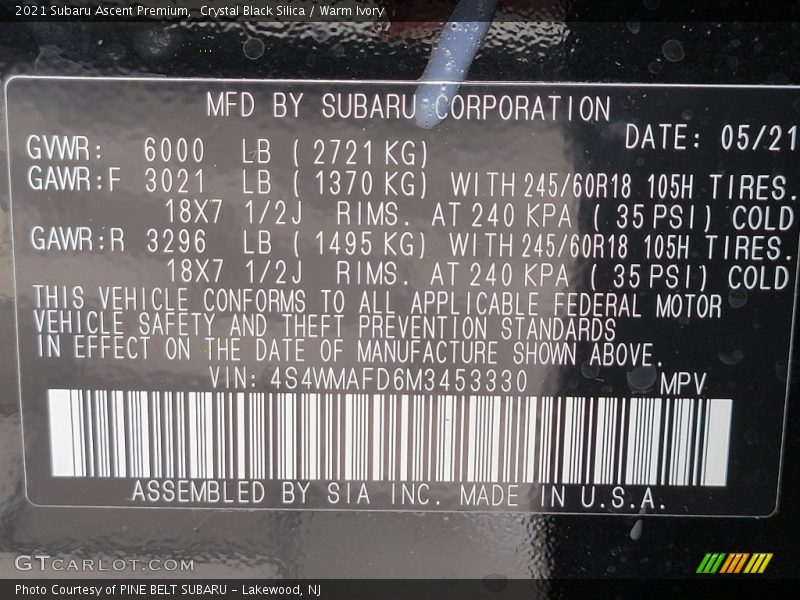 2021 Subaru Ascent Premium, Crystal Black Silica / Warm Ivory
MFD BY SUBARU CORPORATION
DATE: 05/21
GVWR: 6000 LB ( 2721 KG)
GAWR:F 3021 LB ( 1370 KG) WITH 245/60R18 105H TIRES.
18X7 1/2J RIMS. AT 240 KPA ( 35 PSI) COLD
GAWR:R 3296 LB ( 1495 KG) WITH 245/60R18 105H TIRES.
18X7 1/2J RIMS. AT 240 KPA ( 35 PSI) COLD
THIS VEHICLE CONFORMS TO ALL APPLICABLE FEDERAL MOTOR
VEHICLE SAFETY AND THEFT PREVENTION STANDARDS
IN EFFECT ON THE DATE OF MANUFACTURE SHOWN ABOVE.
VIN: 4S4WMAFD6M3453330 MPV
ASSEMBLED BY SIA INC. MADE IN U.S.A.
GTCARLOT.COM
Photo Courtesy of PINE BELT SUBARU - Lakewood, NJ